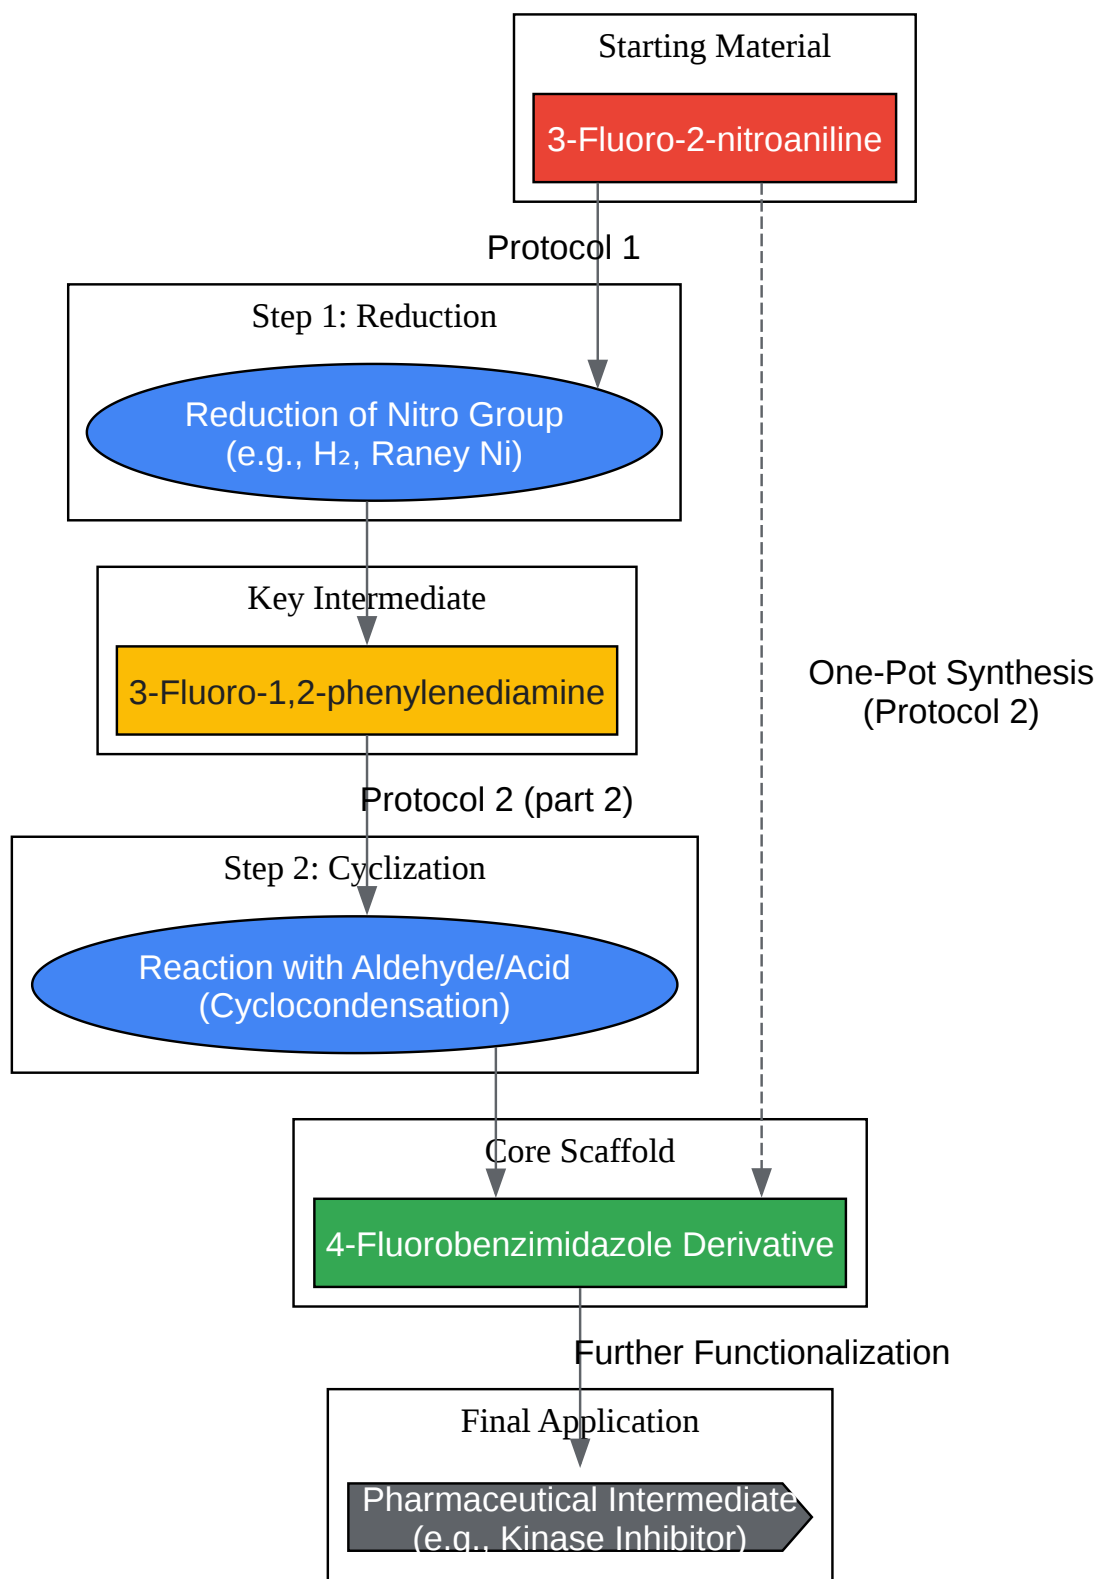 Starting Material
3-Fluoro-2-nitroaniline
Protocol 1
Step 1: Reduction
Reduction of Nitro Group
(e.g., H₂, Raney Ni)
Key Intermediate
3-Fluoro-1,2-phenylenediamine
One-Pot Synthesis
(Protocol 2)
Protocol 2 (part 2)
Step 2: Cyclization
Reaction with Aldehyde/Acid
(Cyclocondensation)
Core Scaffold
4-Fluorobenzimidazole Derivative
Further Functionalization
Final Application
Pharmaceutical Intermediate
(e.g., Kinase Inhibitor)